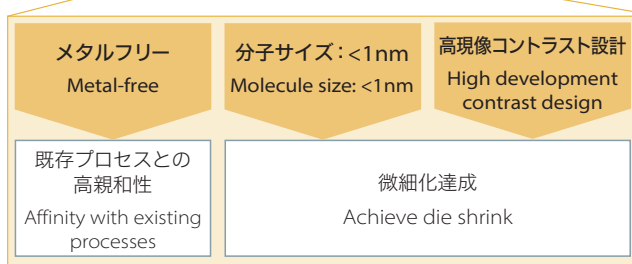 メタルフリー
Metal-free
分子サイズ：<1nm
Molecule size: <1nm
高現像コントラスト設計
High development
contrast design
既存プロセスとの
高親和性
Affinity with existing
processes
微細化達成
Achieve die shrink